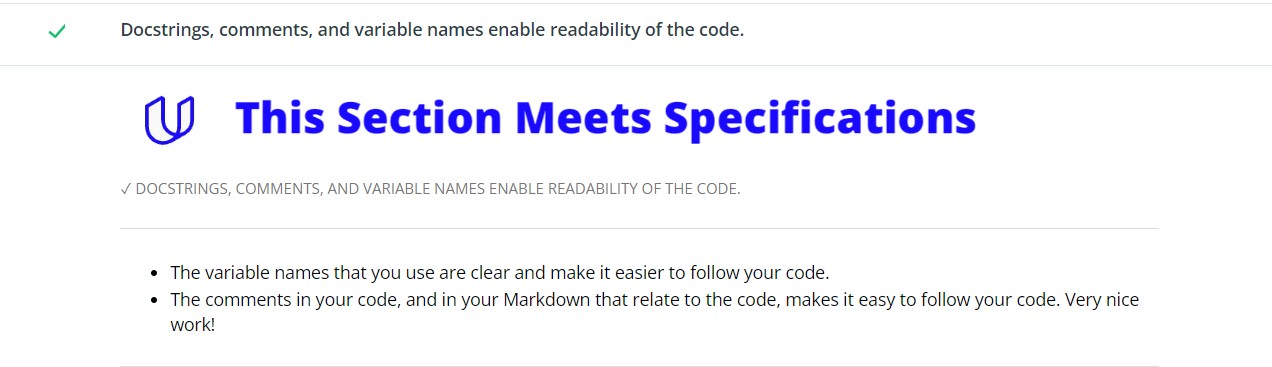 Docstrings, comments, and variable names enable readability of the code.
This Section Meets Specifications
✓ DOCSTRINGS, COMMENTS, AND VARIABLE NAMES ENABLE READABILITY OF THE CODE.
• The variable names that you use are clear and make it easier to follow your code.
• The comments in your code, and in your Markdown that relate to the code, makes it easy to follow your code. Very nice
work!